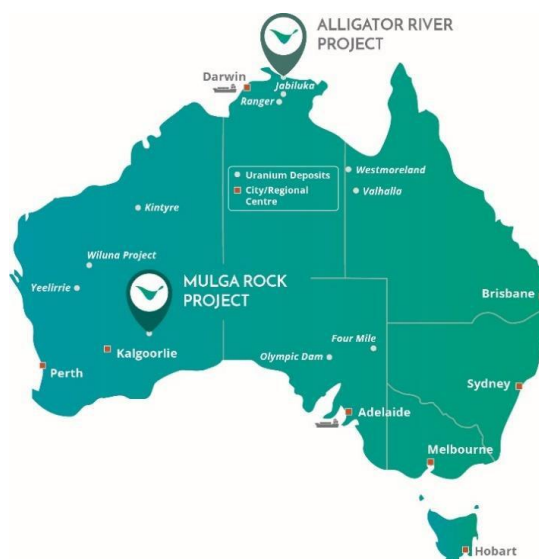 ALLIGATOR RIVER
PROJECT
Darwin
Jabiluka
Ranger
Uranium Deposits
City/Regional
Centre
Westmoreland
Valhalla
Kintyre
Wiluna Project
Yeelirrie
MULGA ROCK
PROJECT
Brisbane
Four Mile
Olympic Dam
Kalgoorlie
Perth
Sydney
Adelaide
Melbourne
Hobart